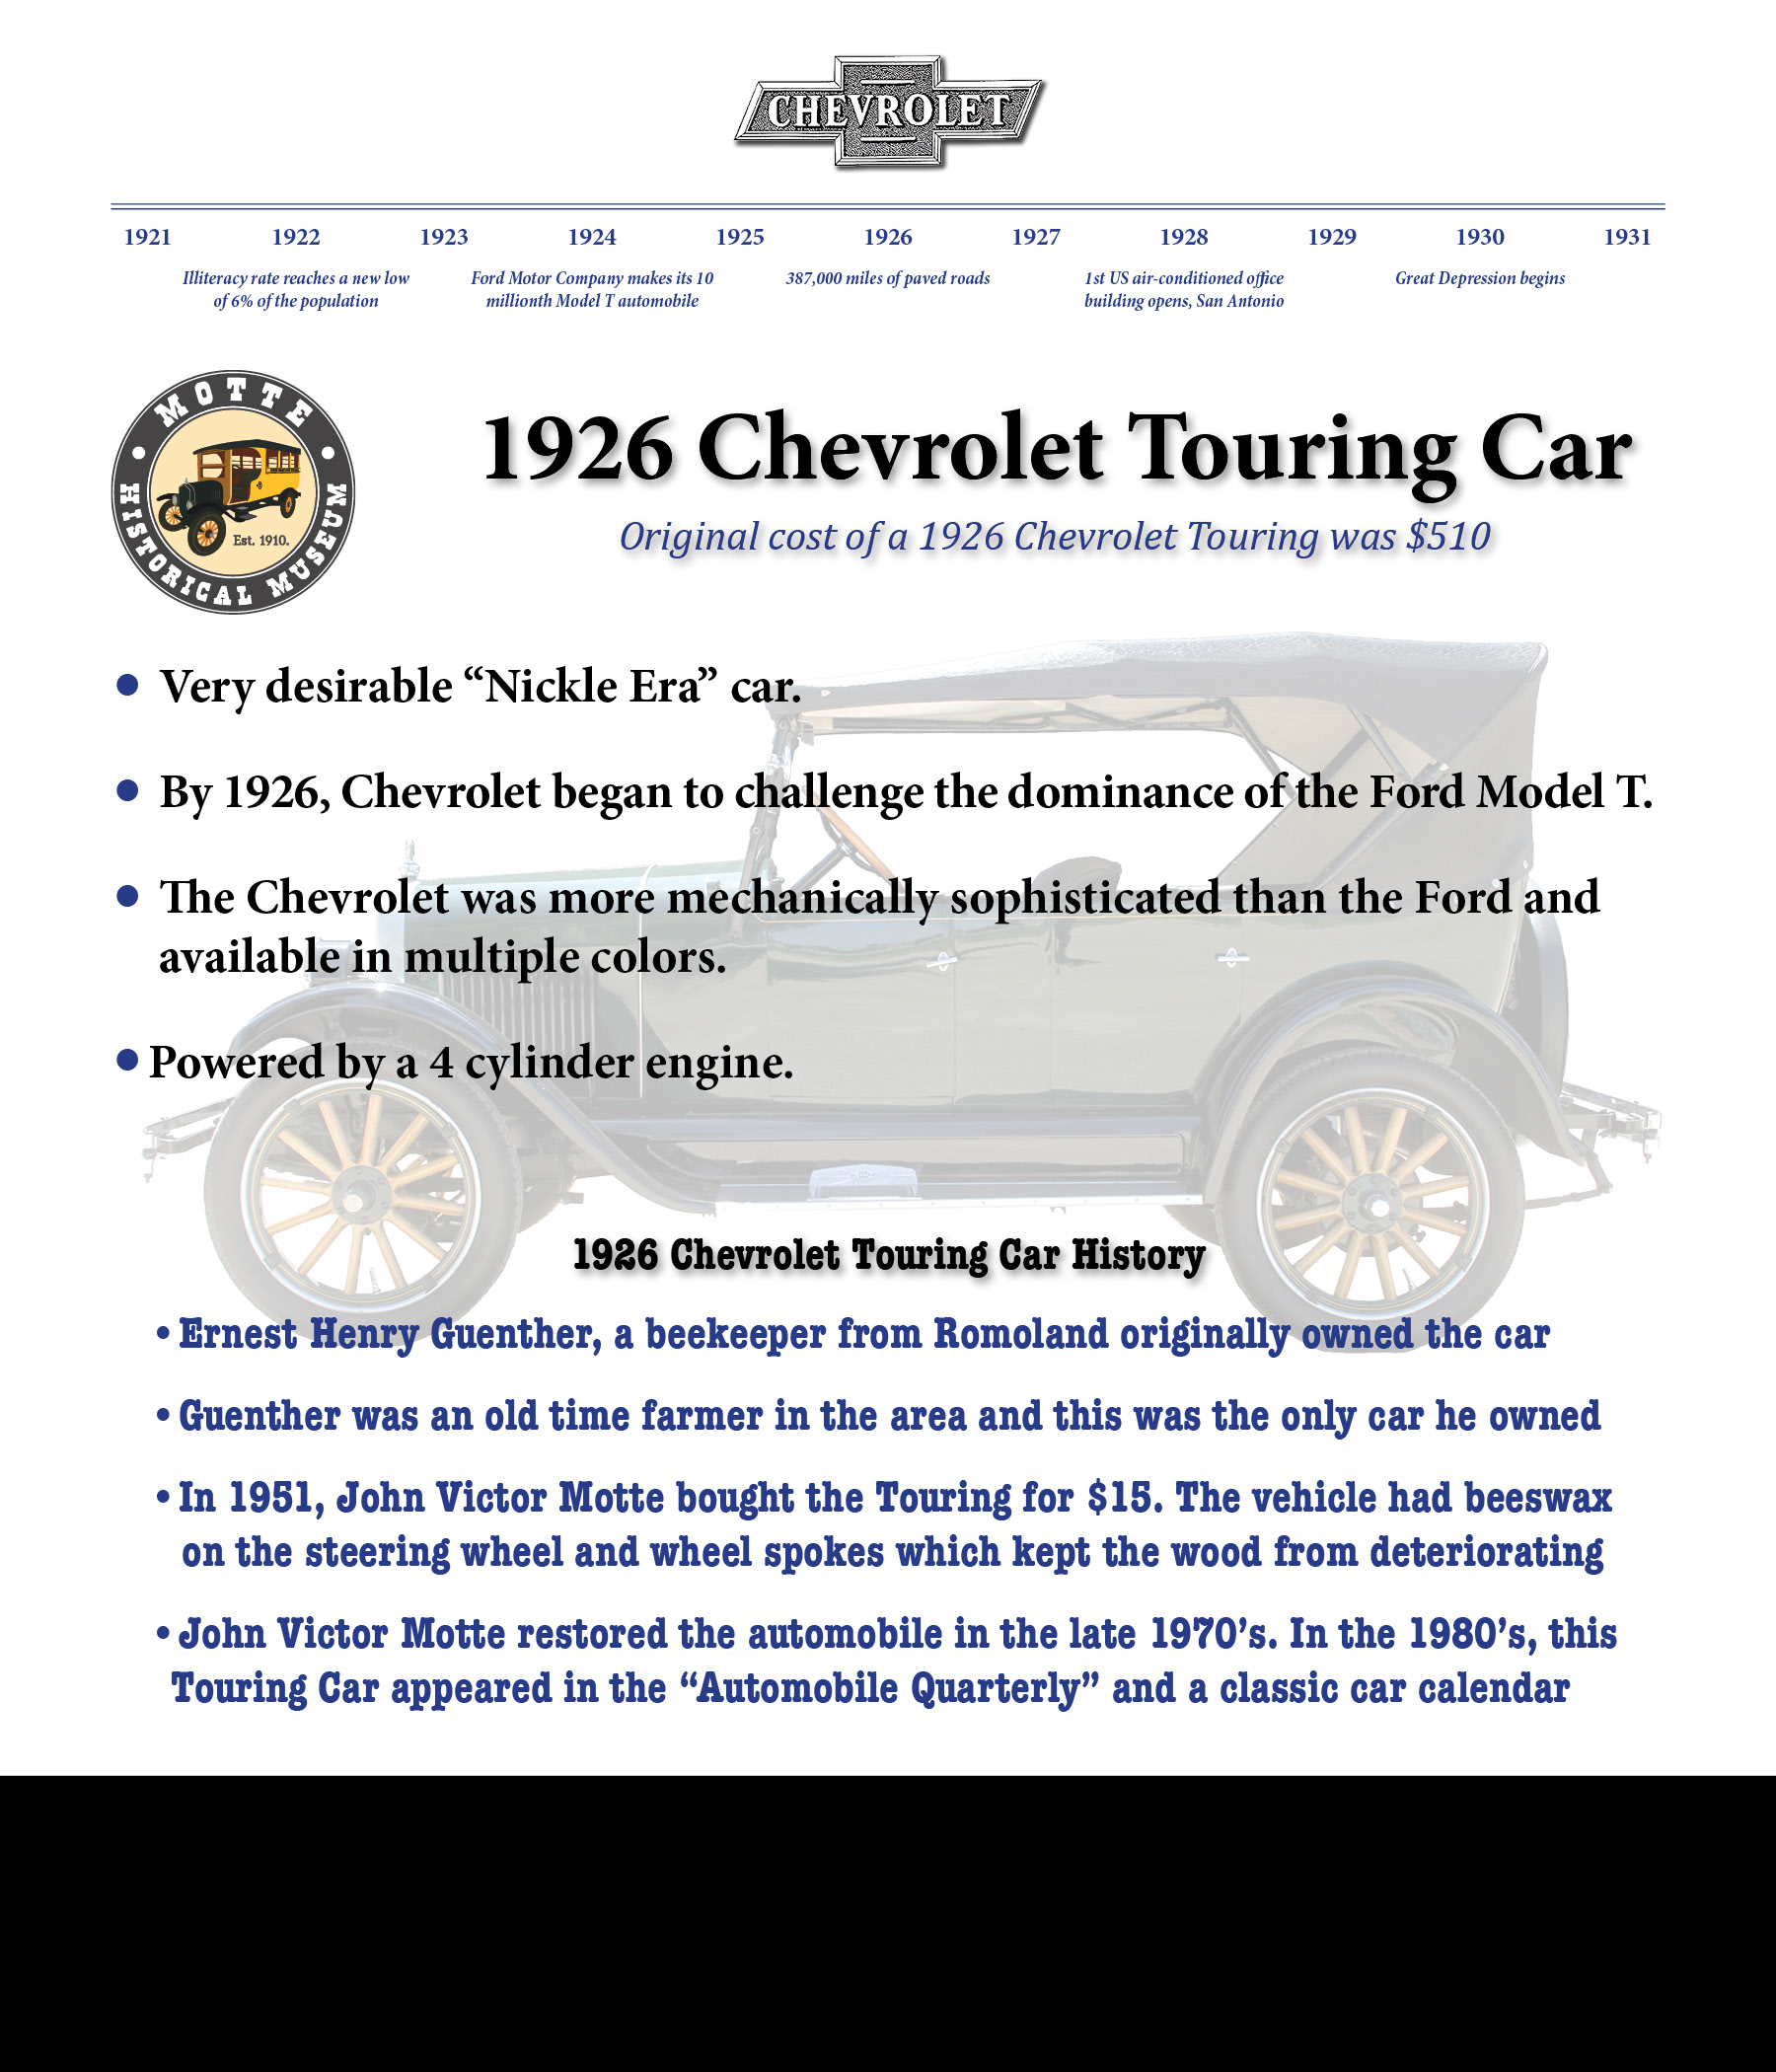 CHEVROLET
1921 1922 1923 1924 1925 1926 1927 1928 1929 1930 1931
Illiteracy rate reaches a new low
of 6% of the population
Ford Motor Company makes its 10
millionth Model T automobile
387,000 miles of paved roads
1st US air-conditioned office
building opens, San Antonio
Great Depression begins
MOTTE
HISTORICAL MUSEUM
Est. 1910.
1926 Chevrolet Touring Car
Original cost of a 1926 Chevrolet Touring was $510
• Very desirable “Nickle Era” car.
• By 1926, Chevrolet began to challenge the dominance of the Ford Model T.
• The Chevrolet was more mechanically sophisticated than the Ford and
available in multiple colors.
• Powered by a 4 cylinder engine.
1926 Chevrolet Touring Car History
• Ernest Henry Guenther, a beekeeper from Romoland originally owned the car
• Guenther was an old time farmer in the area and this was the only car he owned
• In 1951, John Victor Motte bought the Touring for $15. The vehicle had beeswax
on the steering wheel and wheel spokes which kept the wood from deteriorating
• John Victor Motte restored the automobile in the late 1970’s. In the 1980’s, this
Touring Car appeared in the “Automobile Quarterly” and a classic car calendar